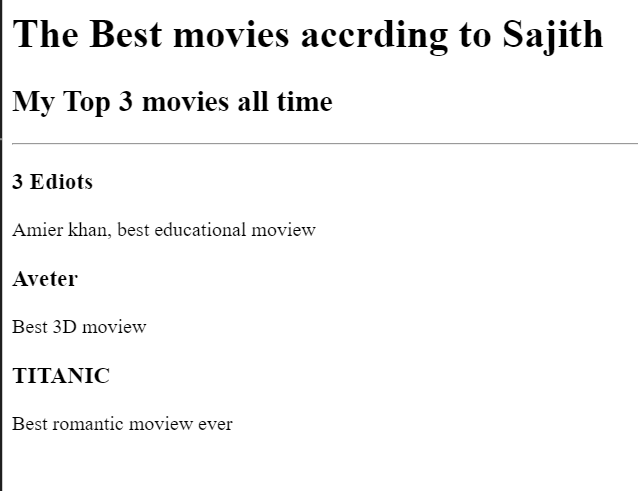 The Best movies accrding to Sajith
My Top 3 movies all time
3 Ediots
Amier khan, best educational moview
Aveter
Best 3D moview
TITANIC
Best romantic moview ever